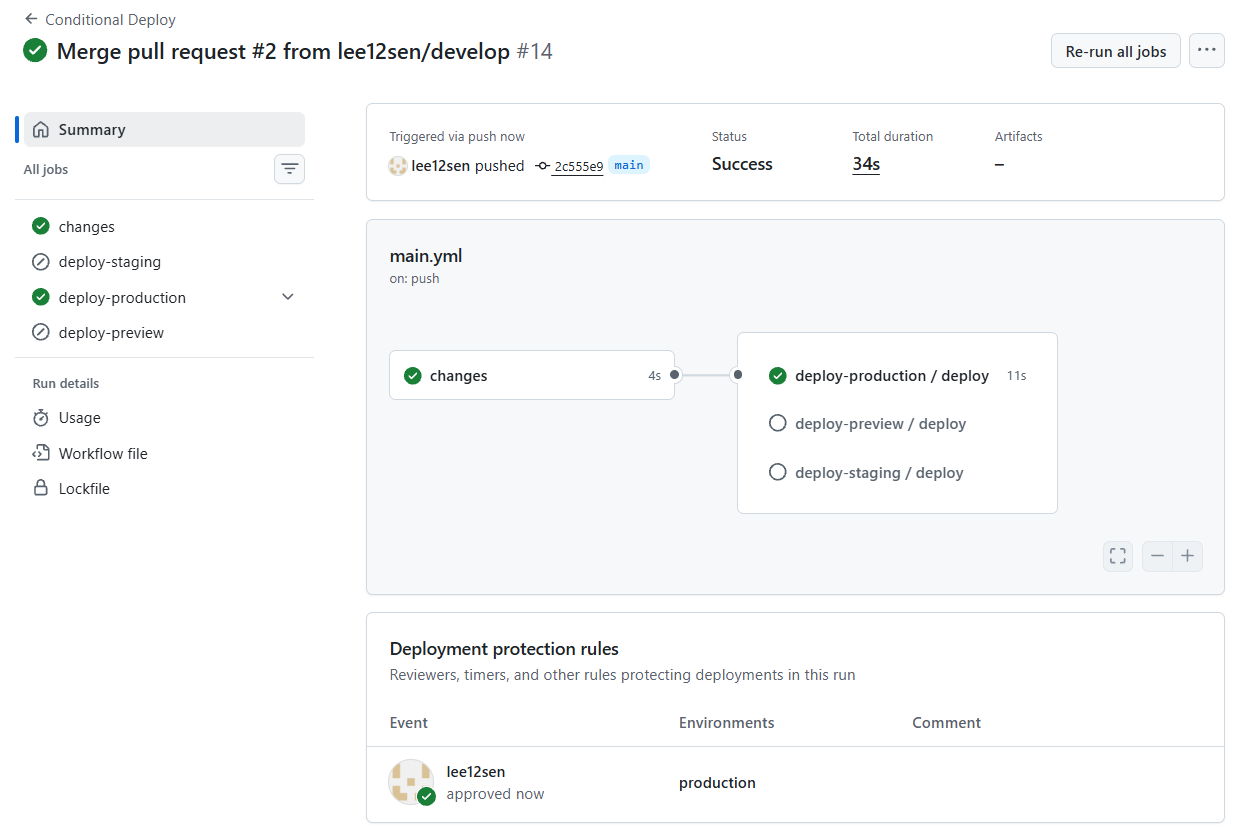 Conditional Deploy
Merge pull request #2 from lee12sen/develop #14
Re-run all jobs
Summary
All jobs
changes
deploy-staging
deploy-production
deploy-preview
Run details
Usage
Workflow file
Lockfile
Triggered via push now
lee12sen pushed 2c555e9 main
Status
Success
Total duration
34s
Artifacts
–
main.yml
on: push
changes 4s
deploy-production / deploy 11s
deploy-preview / deploy
deploy-staging / deploy
Deployment protection rules
Reviewers, timers, and other rules protecting deployments in this run
Event Environments Comment
lee12sen
approved now
production